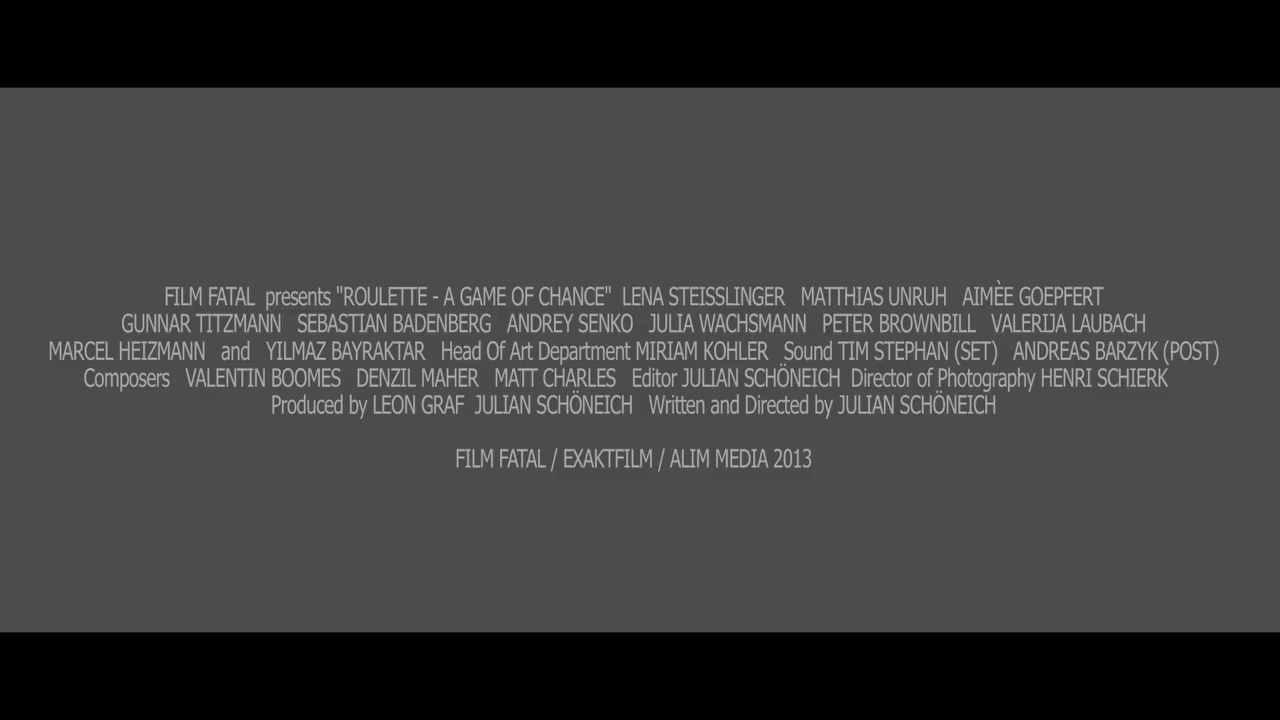 FILM FATAL presents "ROULETTE - A GAME OF CHANCE" LENA STEISSLINGER MATTHIAS UNRUH AIMÈE GOEPFERT
GUNNAR TITZMANN SEBASTIAN BADENBERG ANDREY SENKO JULIA WACHSMANN PETER BROWNBILL VALERIJA LAUBACH
MARCEL HEIZMANN and YILMAZ BAYRAKTAR Head Of Art Department MIRIAM KOHLER Sound TIM STEPHAN (SET) ANDREAS BARZYK (POST)
Composers VALENTIN BOOMES DENZIL MAHER MATT CHARLES Editor JULIAN SCHÖNEICH Director of Photography HENRI SCHIERK
Produced by LEON GRAF JULIAN SCHÖNEICH Written and Directed by JULIAN SCHÖNEICH
FILM FATAL / EXAKTFILM / ALIM MEDIA 2013